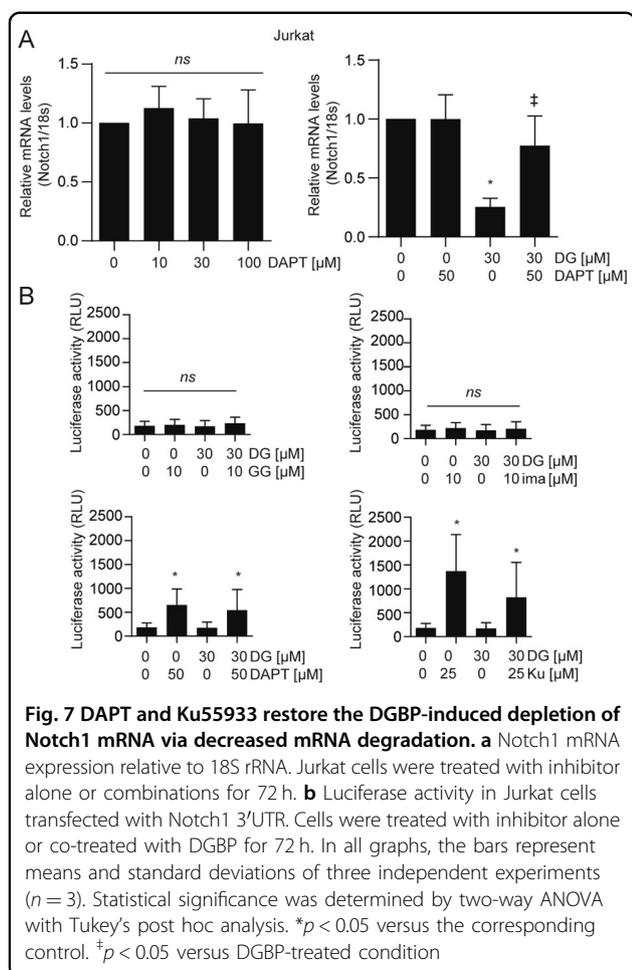 A
Jurkat
ns
Relative mRNA levels
(Notch1/18s)
1.5
1.0
0.5
0.0
0 10 30 100 DAPT [µM]
‡
*
Relative mRNA levels
(Notch1/18s)
1.5
1.0
0.5
0.0
0 0 30 30 DG [µM]
0 50 0 50 DAPT [µM]
B
Luciferase activity (RLU)
2500
2000
1500
1000
500
0
ns
0 0 30 30 DG [µM]
0 10 0 10 GG [µM]
Luciferase activity (RLU)
2500
2000
1500
1000
500
0
ns
0 0 30 30 DG [µM]
0 10 0 10 ima [µM]
Luciferase activity (RLU)
2500
2000
1500
1000
500
0
* *
0 0 30 30 DG [µM]
0 50 0 50 DAPT [µM]
Luciferase activity (RLU)
2500
2000
1500
1000
500
0
* *
0 0 30 30 DG [µM]
0 25 0 25 Ku [µM]
Fig. 7 DAPT and Ku55933 restore the DGBP-induced depletion of
Notch1 mRNA via decreased mRNA degradation. a Notch1 mRNA
expression relative to 18S rRNA. Jurkat cells were treated with inhibitor
alone or combinations for 72 h. b Luciferase activity in Jurkat cells
transfected with Notch1 3′UTR. Cells were treated with inhibitor alone
or co-treated with DGBP for 72 h. In all graphs, the bars represent
means and standard deviations of three independent experiments
(n = 3). Statistical significance was determined by two-way ANOVA
with Tukey's post hoc analysis. *p < 0.05 versus the corresponding
control. ‡p < 0.05 versus DGBP-treated condition